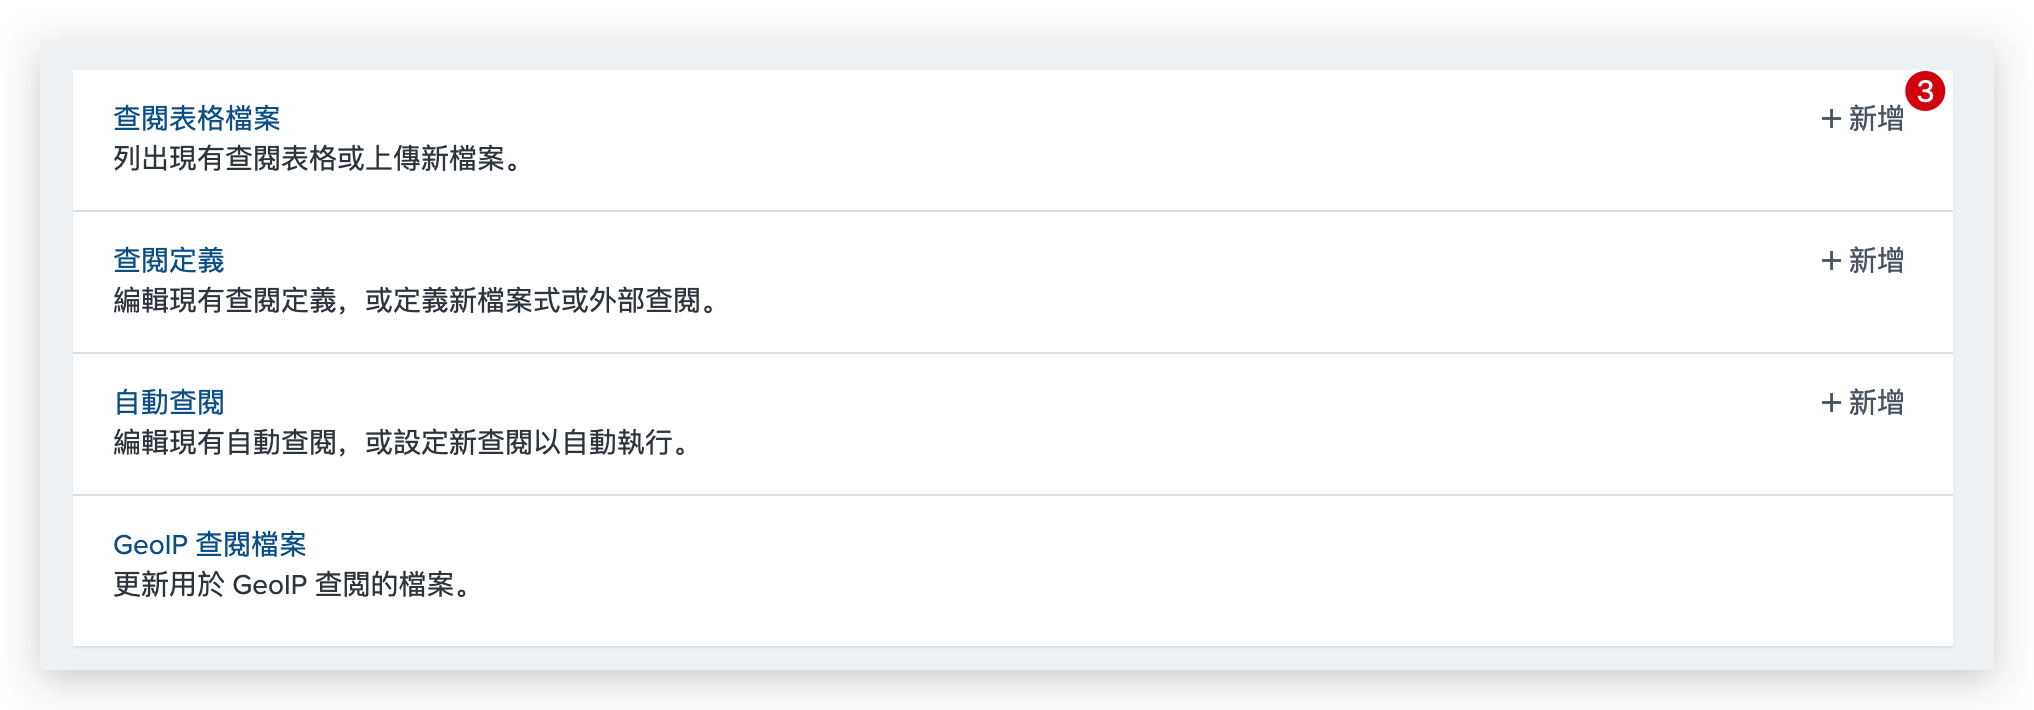 查閱表格檔案
+ 新增
3
列出現有查閱表格或上傳新檔案。
查閱定義
+ 新增
編輯現有查閱定義，或定義新檔案式或外部查閱。
自動查閱
+ 新增
編輯現有自動查閱，或設定新查閱以自動執行。
GeoIP 查閱檔案
更新用於 GeoIP 查閱的檔案。